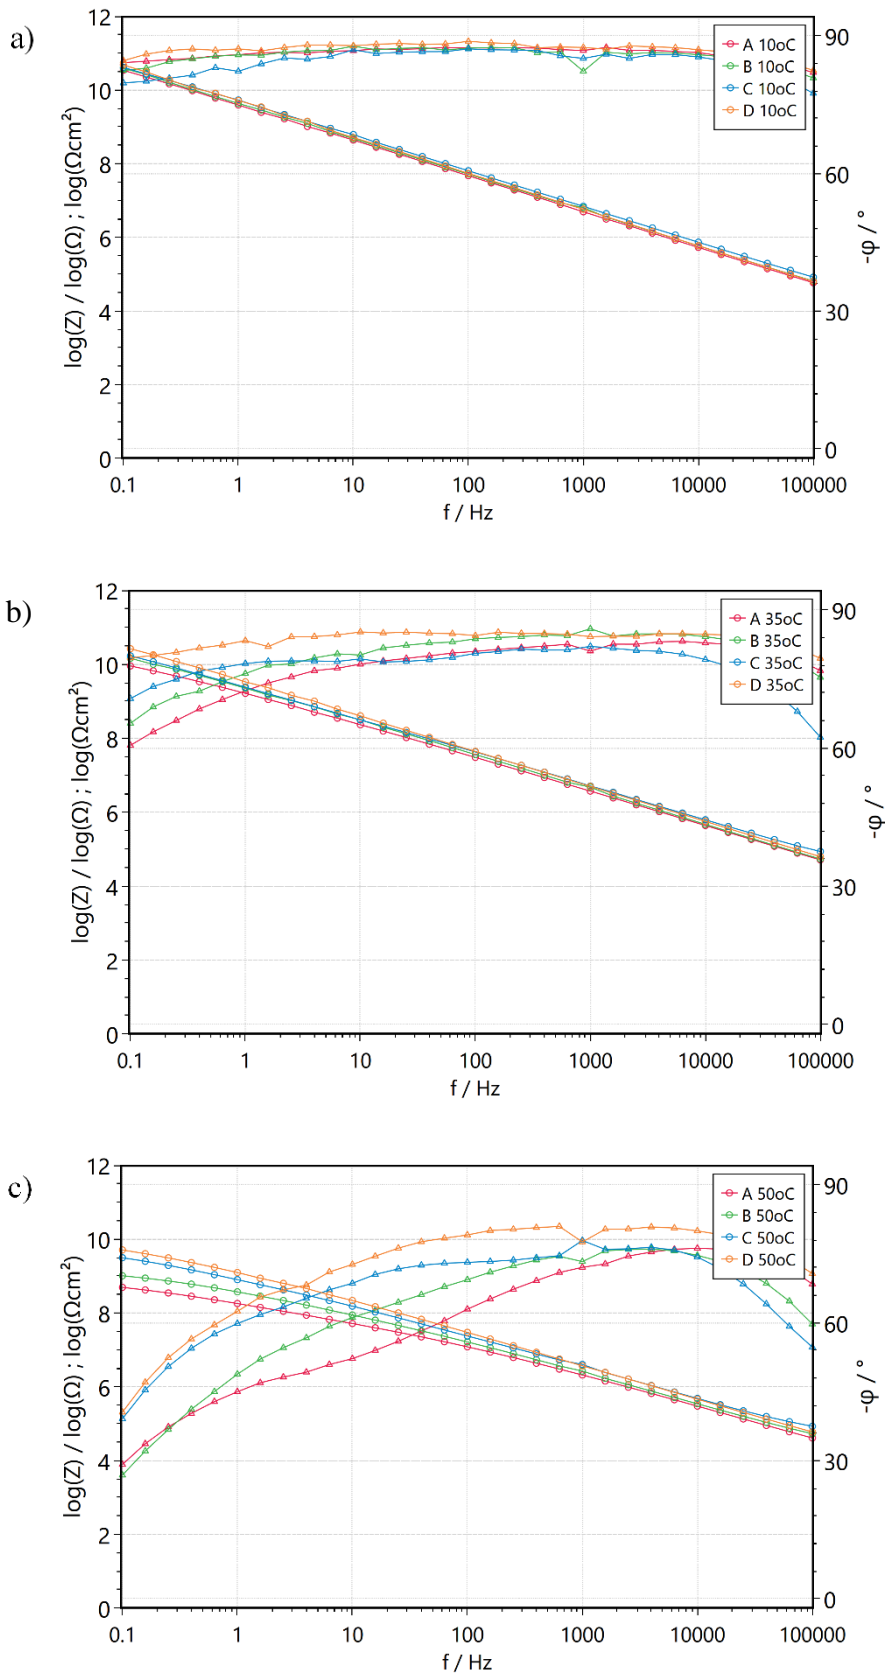 a)
12
10
8
6
4
2
0
log(Z) / log(Ω) ; log(Ωcm²)
90
60
30
0
-φ / °
A 10oC
B 10oC
C 10oC
D 10oC
0.1 1 10 100 1000 10000 100000
f / Hz
b)
12
10
8
6
4
2
0
log(Z) / log(Ω) ; log(Ωcm²)
90
60
30
0
-φ / °
A 35oC
B 35oC
C 35oC
D 35oC
0.1 1 10 100 1000 10000 100000
f / Hz
c)
12
10
8
6
4
2
0
log(Z) / log(Ω) ; log(Ωcm²)
90
60
30
0
-φ / °
A 50oC
B 50oC
C 50oC
D 50oC
0.1 1 10 100 1000 10000 100000
f / Hz